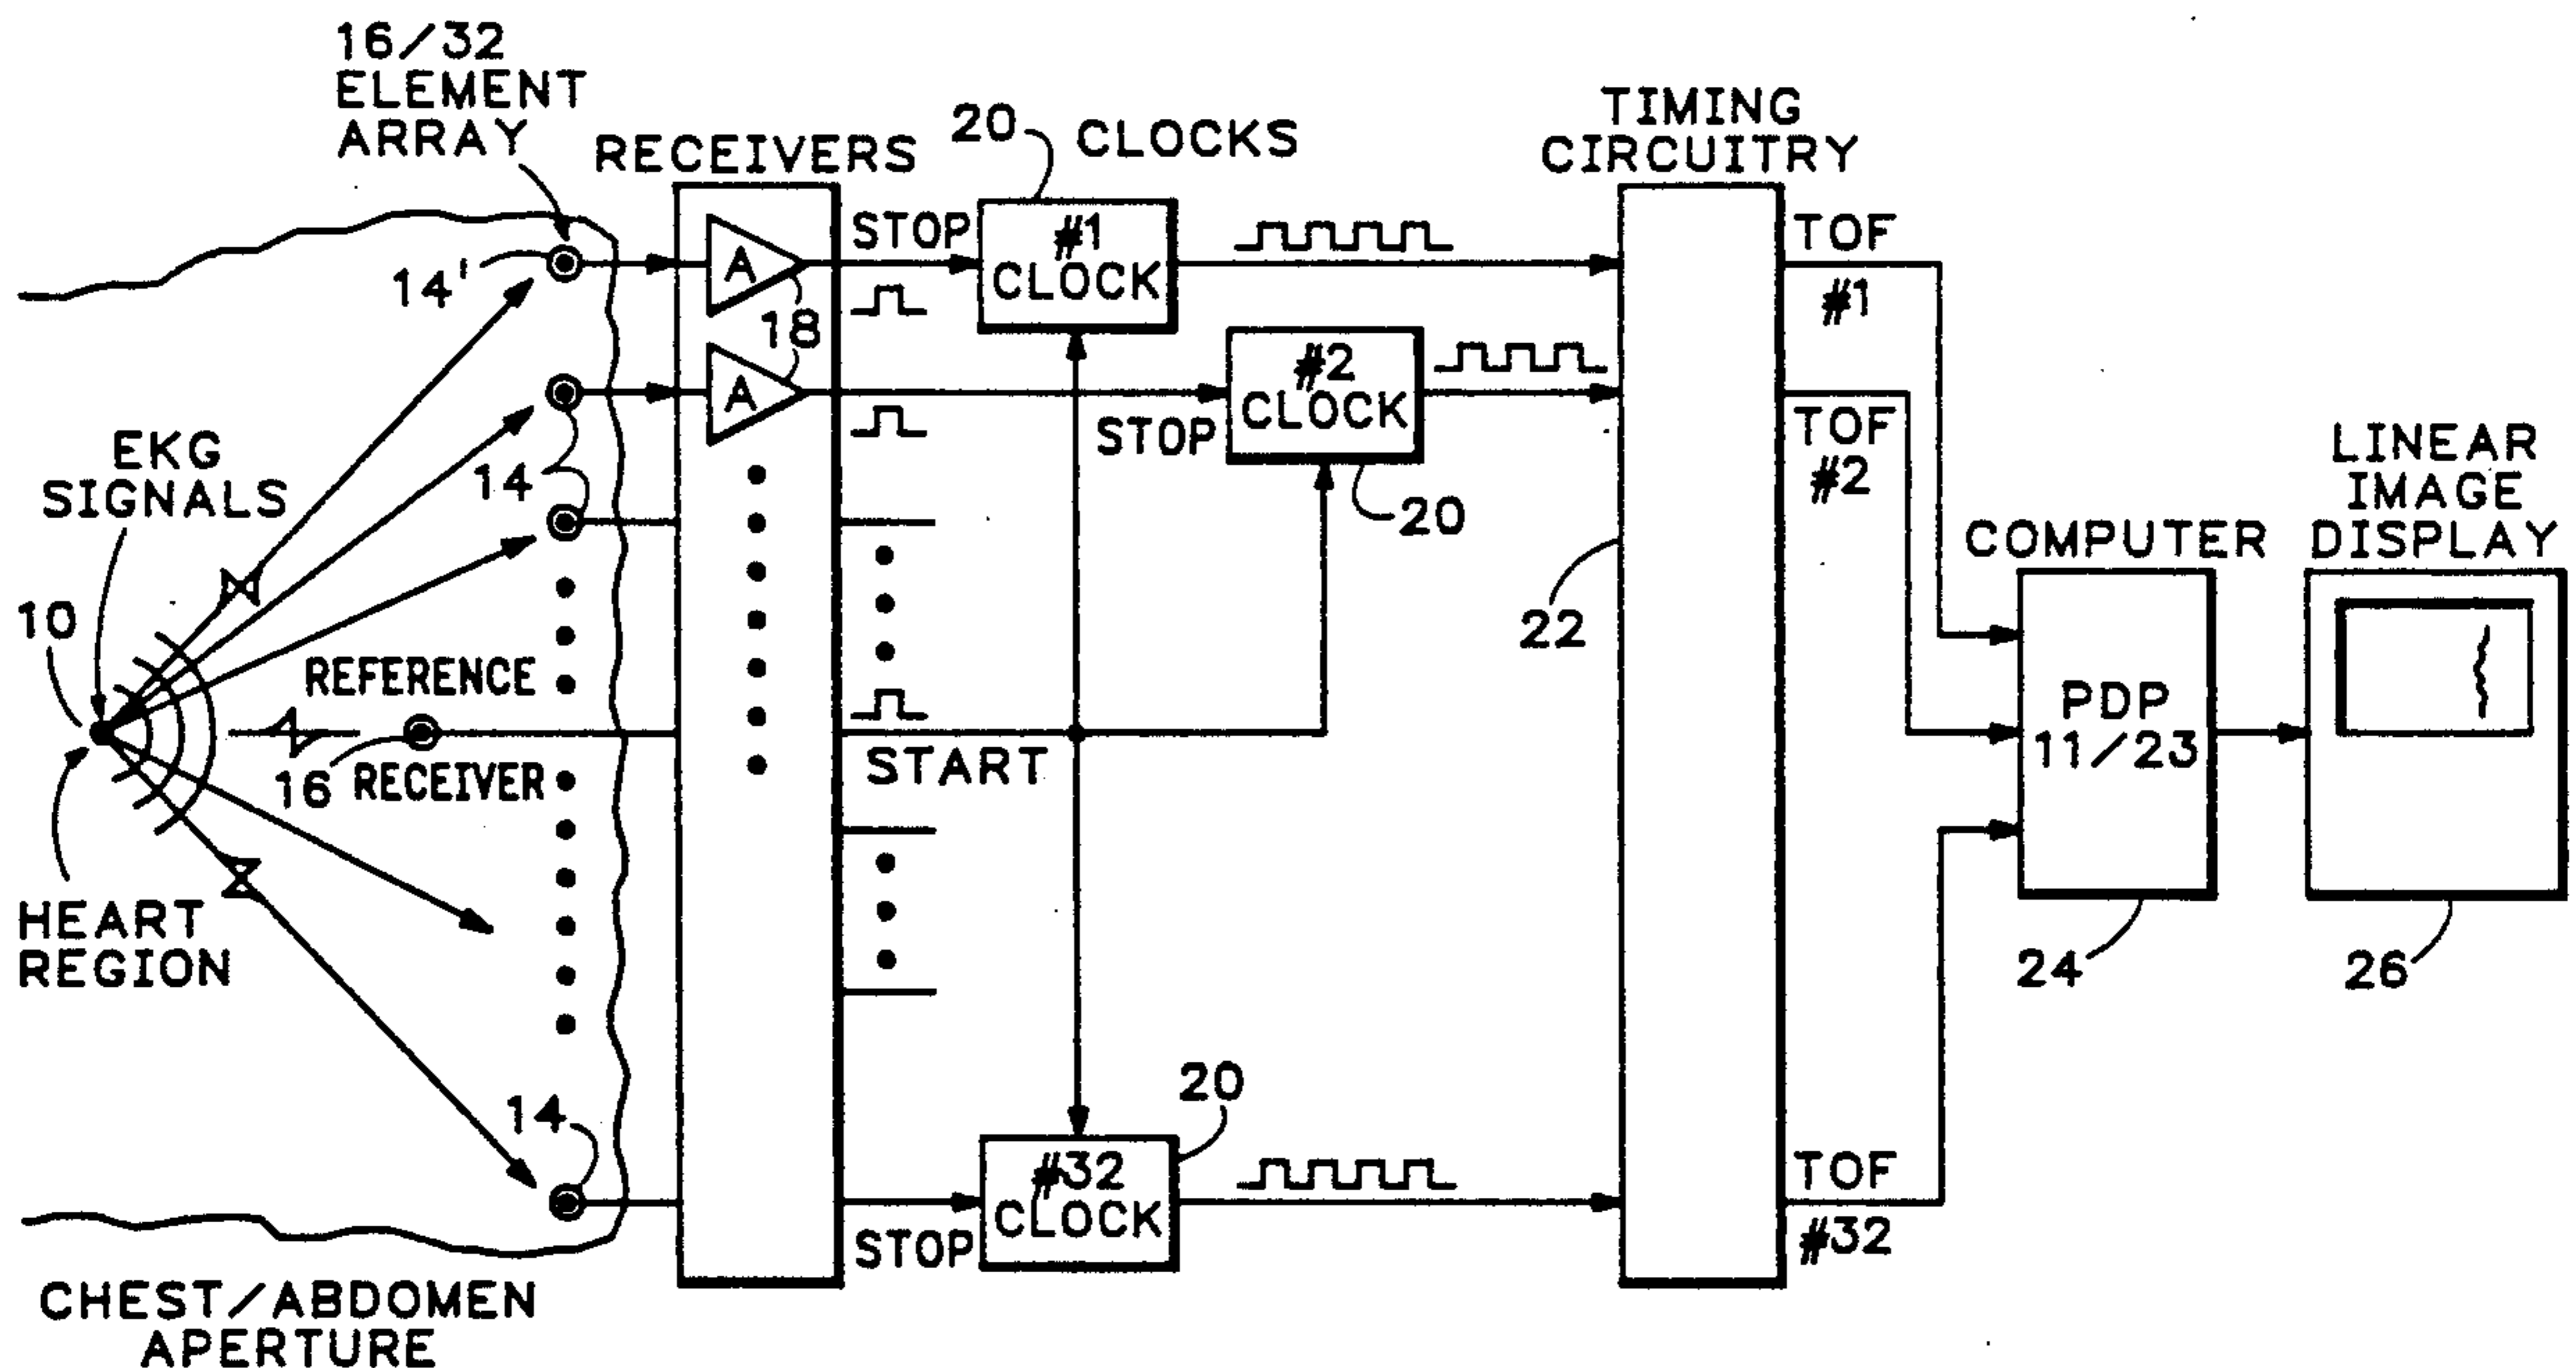 16/32
ELEMENT
ARRAY
RECEIVERS
20
CLOCKS
TIMING
CIRCUITRY
14'
A
18
STOP
#1
CLOCK
TOF
#1
A
STOP
#2
CLOCK
20
TOF
#2
14
EKG
SIGNALS
10
REFERENCE
16
RECEIVER
START
22
COMPUTER
PDP
11/23
24
LINEAR
IMAGE
DISPLAY
26
HEART
REGION
14
STOP
#32
CLOCK
20
TOF
#32
CHEST/ABDOMEN
APERTURE